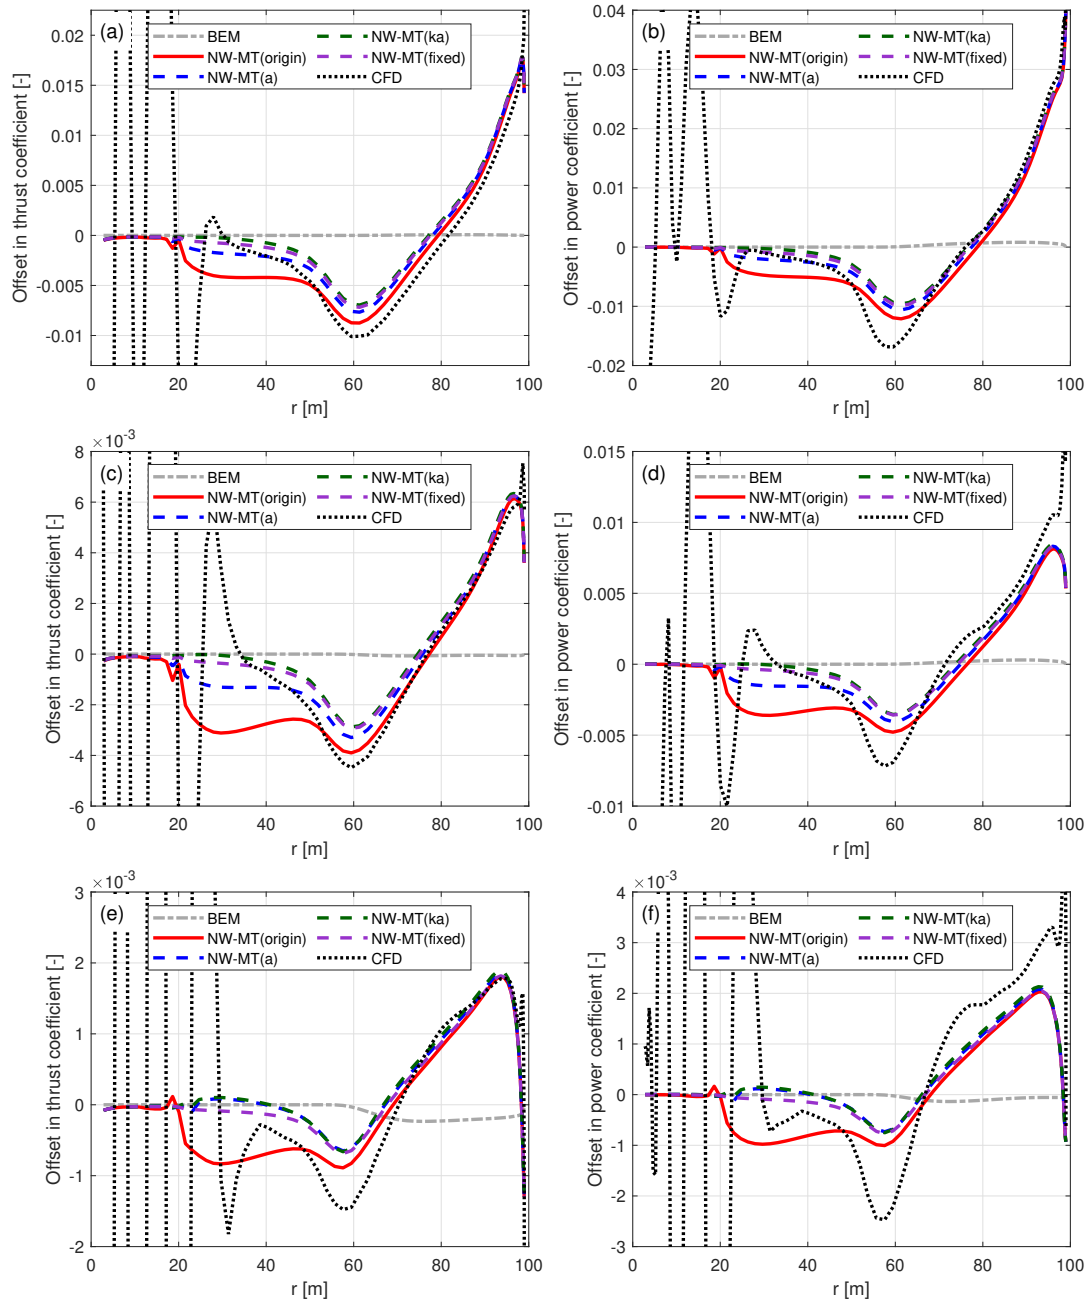 (a)
BEM
NW-MT(origin)
NW-MT(a)
NW-MT(ka)
NW-MT(fixed)
CFD
Offset in thrust coefficient [-]
0.02
0.015
0.01
0.005
0
-0.005
-0.01
0 20 40 60 80 100
r [m]
(b)
BEM
NW-MT(origin)
NW-MT(a)
NW-MT(ka)
NW-MT(fixed)
CFD
Offset in power coefficient [-]
0.04
0.03
0.02
0.01
0
-0.01
-0.02
0 20 40 60 80 100
r [m]
(c)
×10⁻³
BEM
NW-MT(origin)
NW-MT(a)
NW-MT(ka)
NW-MT(fixed)
CFD
Offset in thrust coefficient [-]
8
6
4
2
0
-2
-4
-6
0 20 40 60 80 100
r [m]
(d)
BEM
NW-MT(origin)
NW-MT(a)
NW-MT(ka)
NW-MT(fixed)
CFD
Offset in power coefficient [-]
0.015
0.01
0.005
0
-0.005
-0.01
0 20 40 60 80 100
r [m]
(e)
×10⁻³
BEM
NW-MT(origin)
NW-MT(a)
NW-MT(ka)
NW-MT(fixed)
CFD
Offset in thrust coefficient [-]
3
2
1
0
-1
-2
0 20 40 60 80 100
r [m]
(f)
×10⁻³
BEM
NW-MT(origin)
NW-MT(a)
NW-MT(ka)
NW-MT(fixed)
CFD
Offset in power coefficient [-]
4
3
2
1
0
-1
-2
-3
0 20 40 60 80 100
r [m]